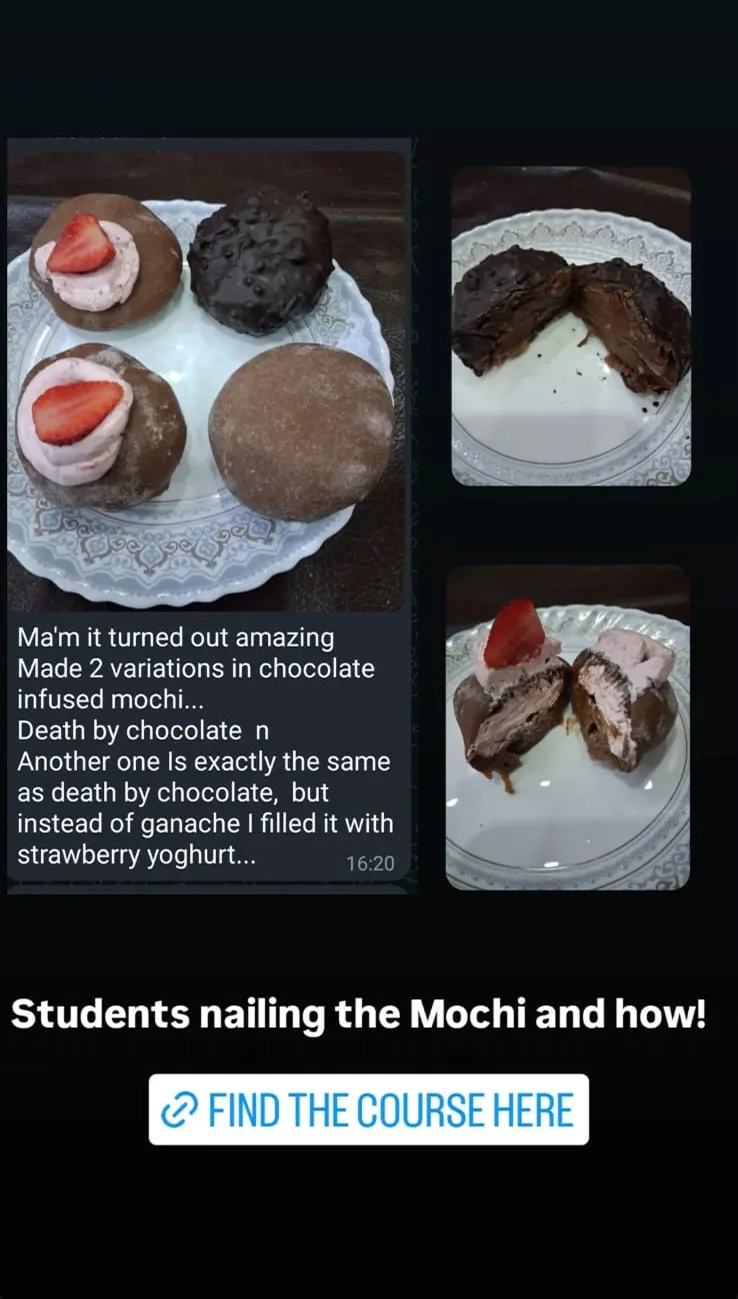 Ma'm it turned out amazing
Made 2 variations in chocolate
infused mochi...
Death by chocolate  n
Another one Is exactly the same
as death by chocolate,  but
instead of ganache I filled it with
strawberry yoghurt...
16:20
Students nailing the Mochi and how!
FIND THE COURSE HERE